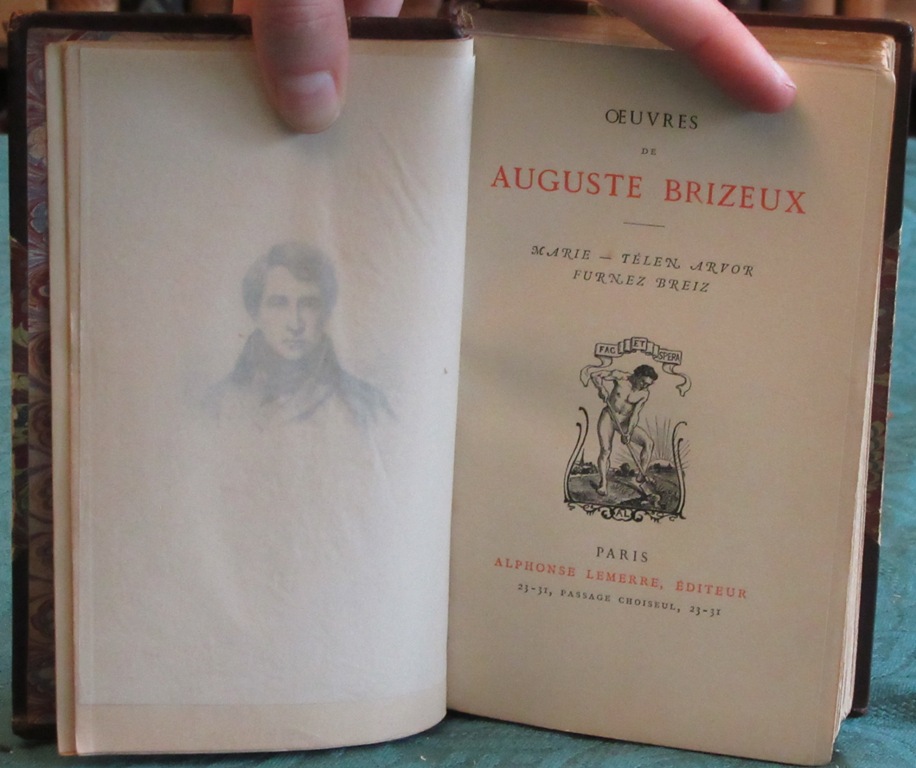 ŒUVRES
DE
AUGUSTE BRIZEUX
MARIE — TÉLEN ARVOR
FURNEZ BREIZ
FAC ET SPERA
AL
PARIS
ALPHONSE LEMERRE, ÉDITEUR
23-31, PASSAGE CHOISEUL, 23-31